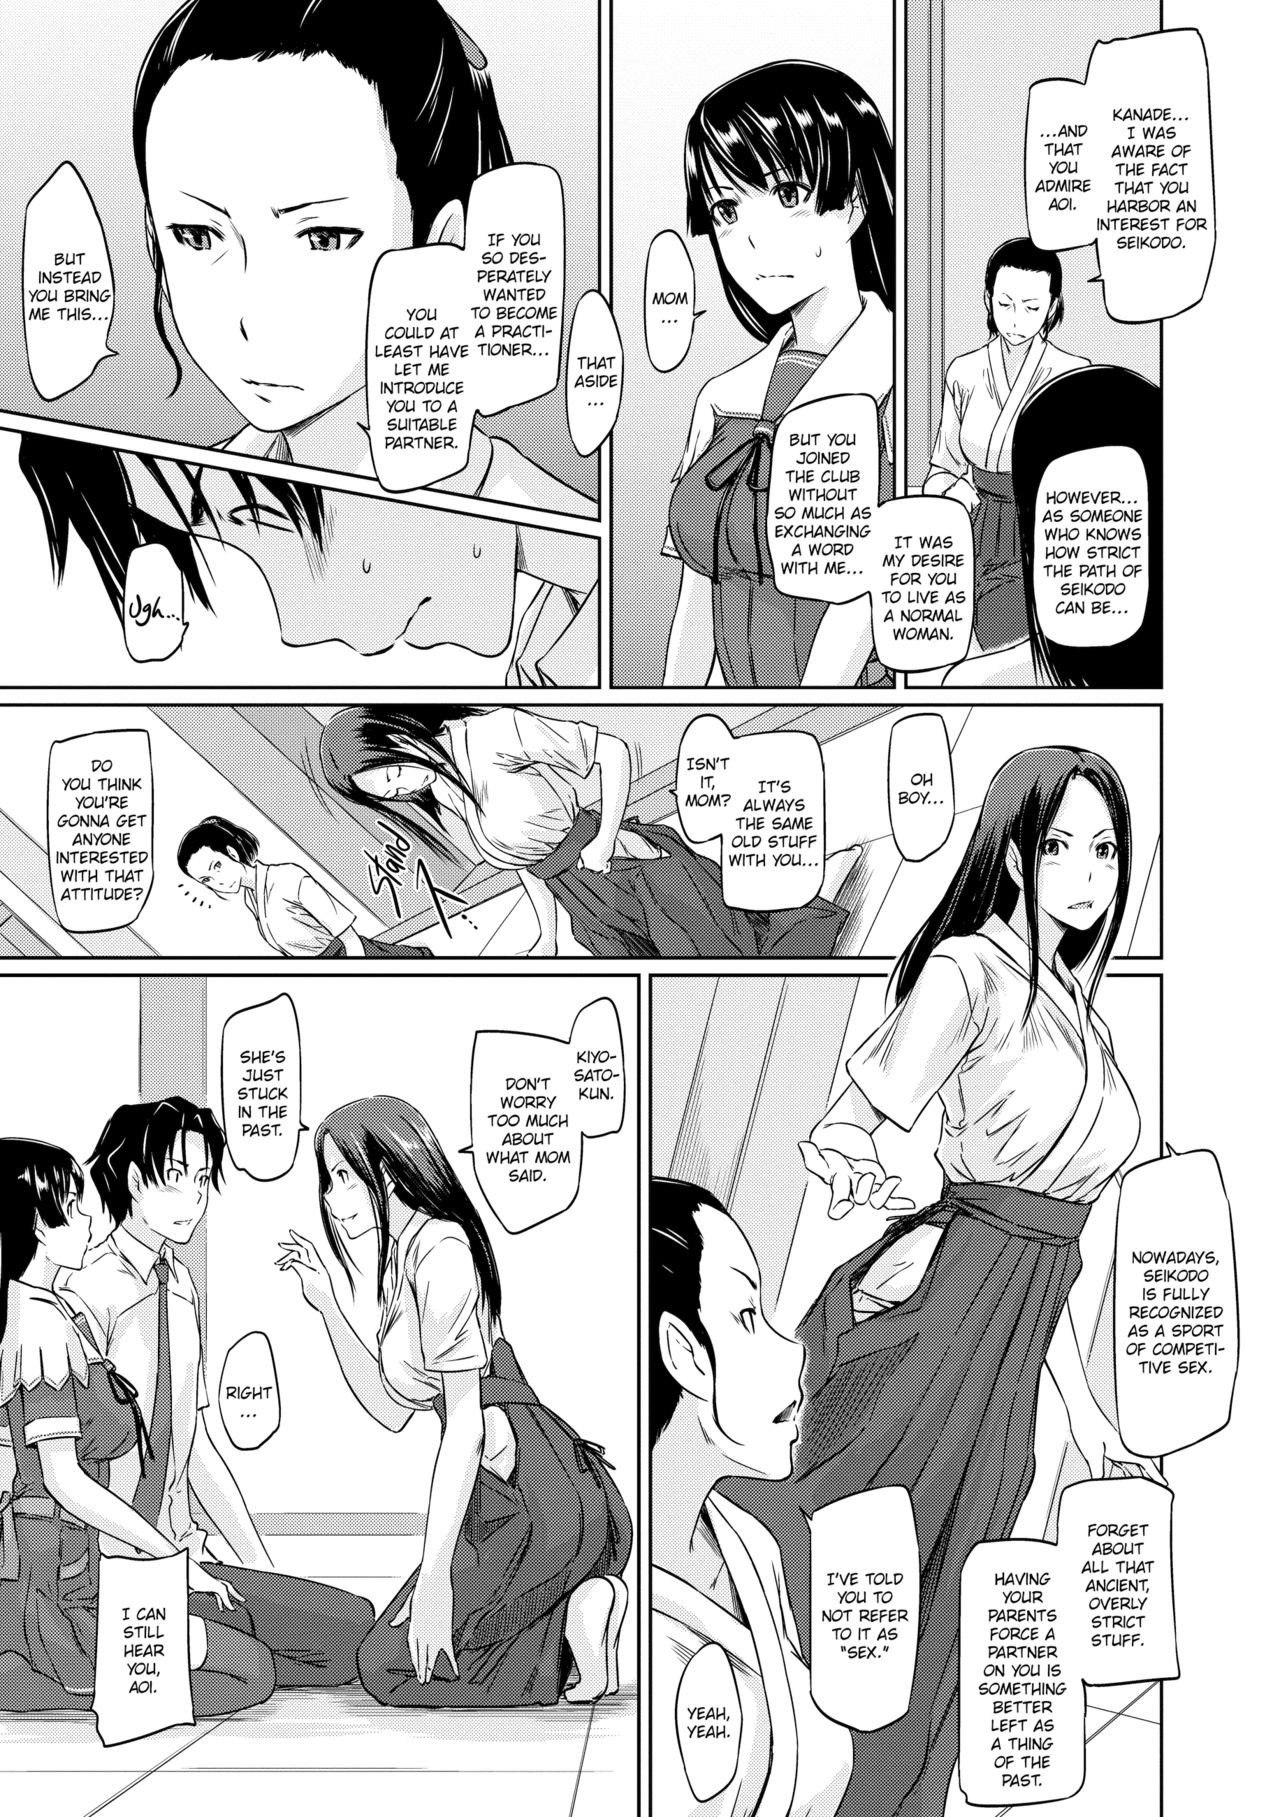 KANADE...
I WAS
AWARE OF
THE FACT
THAT YOU
HARBOR AN
INTEREST FOR
SEIKODO.
...AND
THAT
YOU
ADMIRE
AOI.
HOWEVER...
AS SOMEONE
WHO KNOWS
HOW STRICT
THE PATH OF
SEIKODO
CAN BE...
IT WAS
MY DESIRE
FOR YOU
TO LIVE AS
A NORMAL
WOMAN.
BUT YOU
JOINED
THE CLUB
WITHOUT
SO MUCH AS
EXCHANGING
A WORD
WITH ME...
MOM
...
THAT
ASIDE
...
IF YOU
SO DES-
PERATELY
WANTED
TO BECOME
A PRACTI-
TIONER...
YOU
COULD AT
LEAST HAVE
LET ME
INTRODUCE
YOU TO A
SUITABLE
PARTNER.
BUT
INSTEAD
YOU BRING
ME THIS...
Ugh...
OH
BOY...
IT'S
ALWAYS
THE SAME
OLD STUFF
WITH YOU...
ISN'T
IT,
MOM?
Stand
DO
YOU THINK
YOU'RE
GONNA GET
ANYONE
INTERESTED
WITH THAT
ATTITUDE?
NOWADAYS,
SEIKODO
IS FULLY
RECOGNIZED
AS A SPORT
OF COMPETI-
TIVE SEX.
FORGET
ABOUT
ALL THAT
ANCIENT,
OVERLY
STRICT
STUFF.
HAVING
YOUR
PARENTS
FORCE A
PARTNER
ON YOU IS
SOMETHING
BETTER
LEFT AS
A THING
OF THE
PAST.
I'VE TOLD
YOU TO
NOT REFER
TO IT AS
"SEX."
YEAH,
YEAH.
KIYO-
SATO-
KUN.
DON'T
WORRY
TOO MUCH
ABOUT
WHAT MOM
SAID.
SHE'S
JUST
STUCK
IN THE
PAST.
RIGHT
...
I CAN
STILL
HEAR
YOU,
AOI.